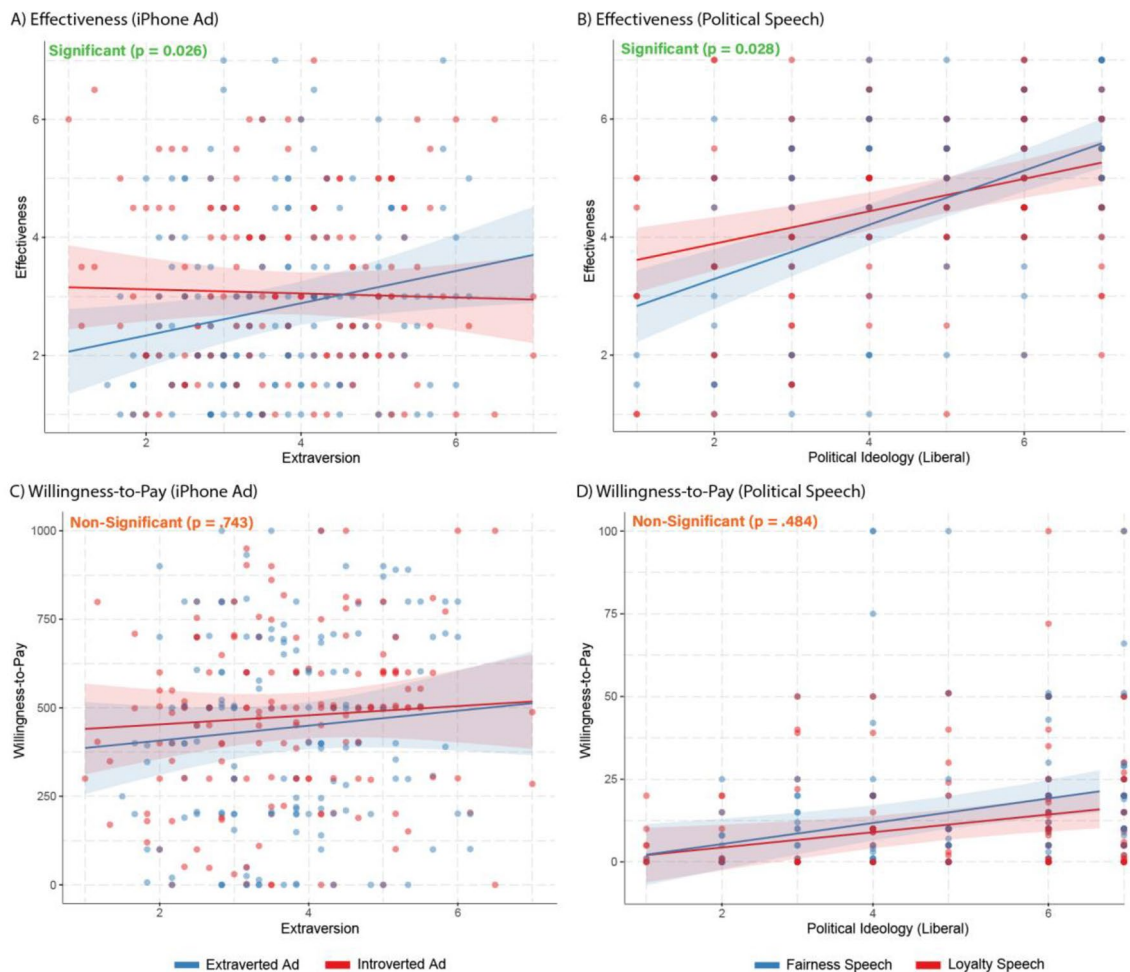 A) Effectiveness (iPhone Ad)
Significant (p = 0.026)
Effectiveness
6
4
2
2
4
6
Extraversion
B) Effectiveness (Political Speech)
Significant (p = 0.028)
Effectiveness
6
4
2
2
4
6
Political Ideology (Liberal)
C) Willingness-to-Pay (iPhone Ad)
Non-Significant (p = .743)
Willingness-to-Pay
1000
750
500
250
0
2
4
6
Extraversion
Extraverted Ad
Introverted Ad
D) Willingness-to-Pay (Political Speech)
Non-Significant (p = .484)
Willingness-to-Pay
100
75
50
25
0
2
4
6
Political Ideology (Liberal)
Fairness Speech
Loyalty Speech